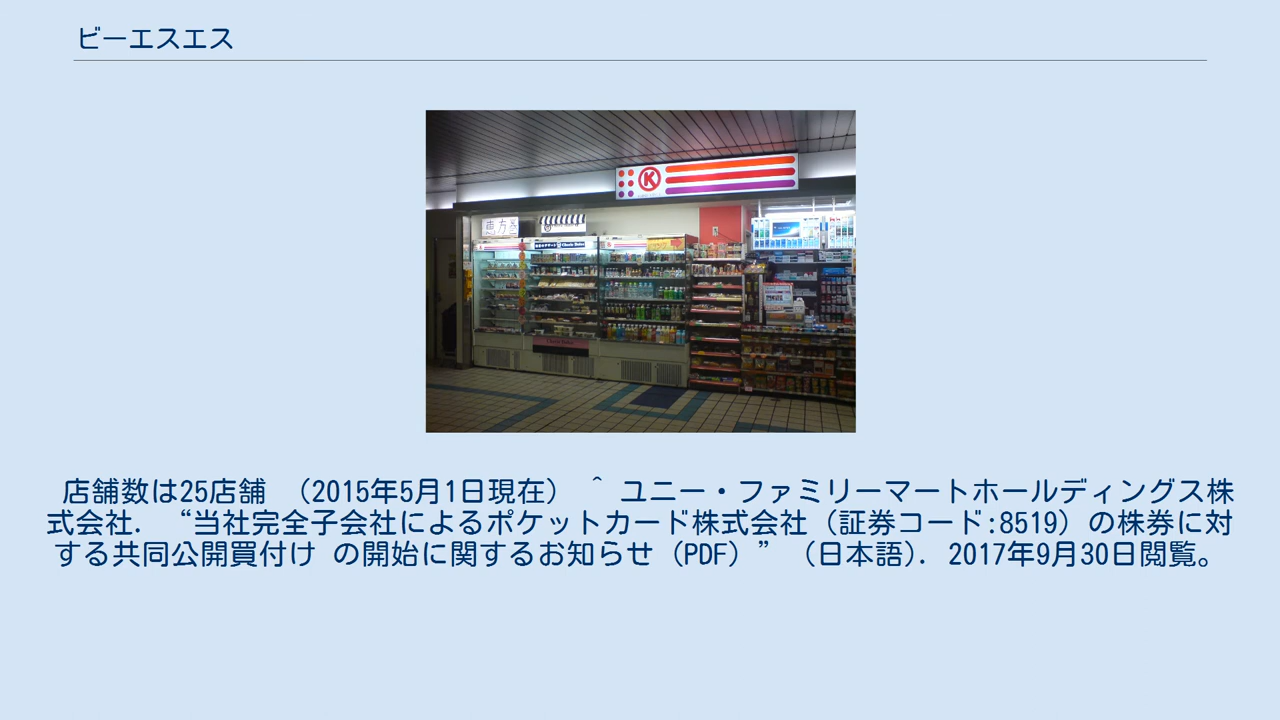 ビーエスエス
K
恵方巻
店舗数は25店舗 （2015年5月1日現在） ^ ユニー・ファミリーマートホールディングス株
式会社. “当社完全子会社によるポケットカード株式会社（証券コード:8519）の株券に対
する共同公開買付け の開始に関するお知らせ（PDF）” （日本語). 2017年9月30日閲覧。